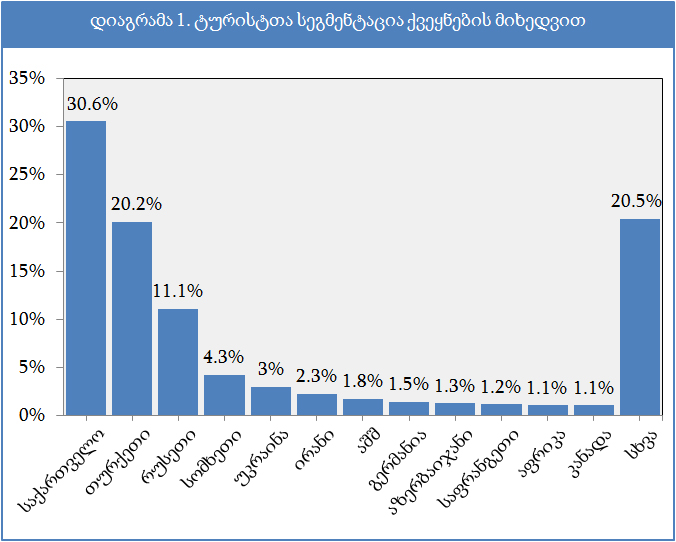 დიაგრამა 1. ტურისტთა სეგმენტაცია ქვეყნების მიხედვით
35%
30%
25%
20%
15%
10%
5%
0%
30.6%
20.2%
11.1%
4.3%
3%
2.3%
1.8%
1.5%
1.3%
1.2%
1.1%
1.1%
20.5%
საქართველო
თურქეთი
რუსეთი
სომხეთი
უკრაინა
ირანი
აშშ
გერმანია
აზერბაიჯანი
საფრანგეთი
აფრიკა
კანადა
სხვა